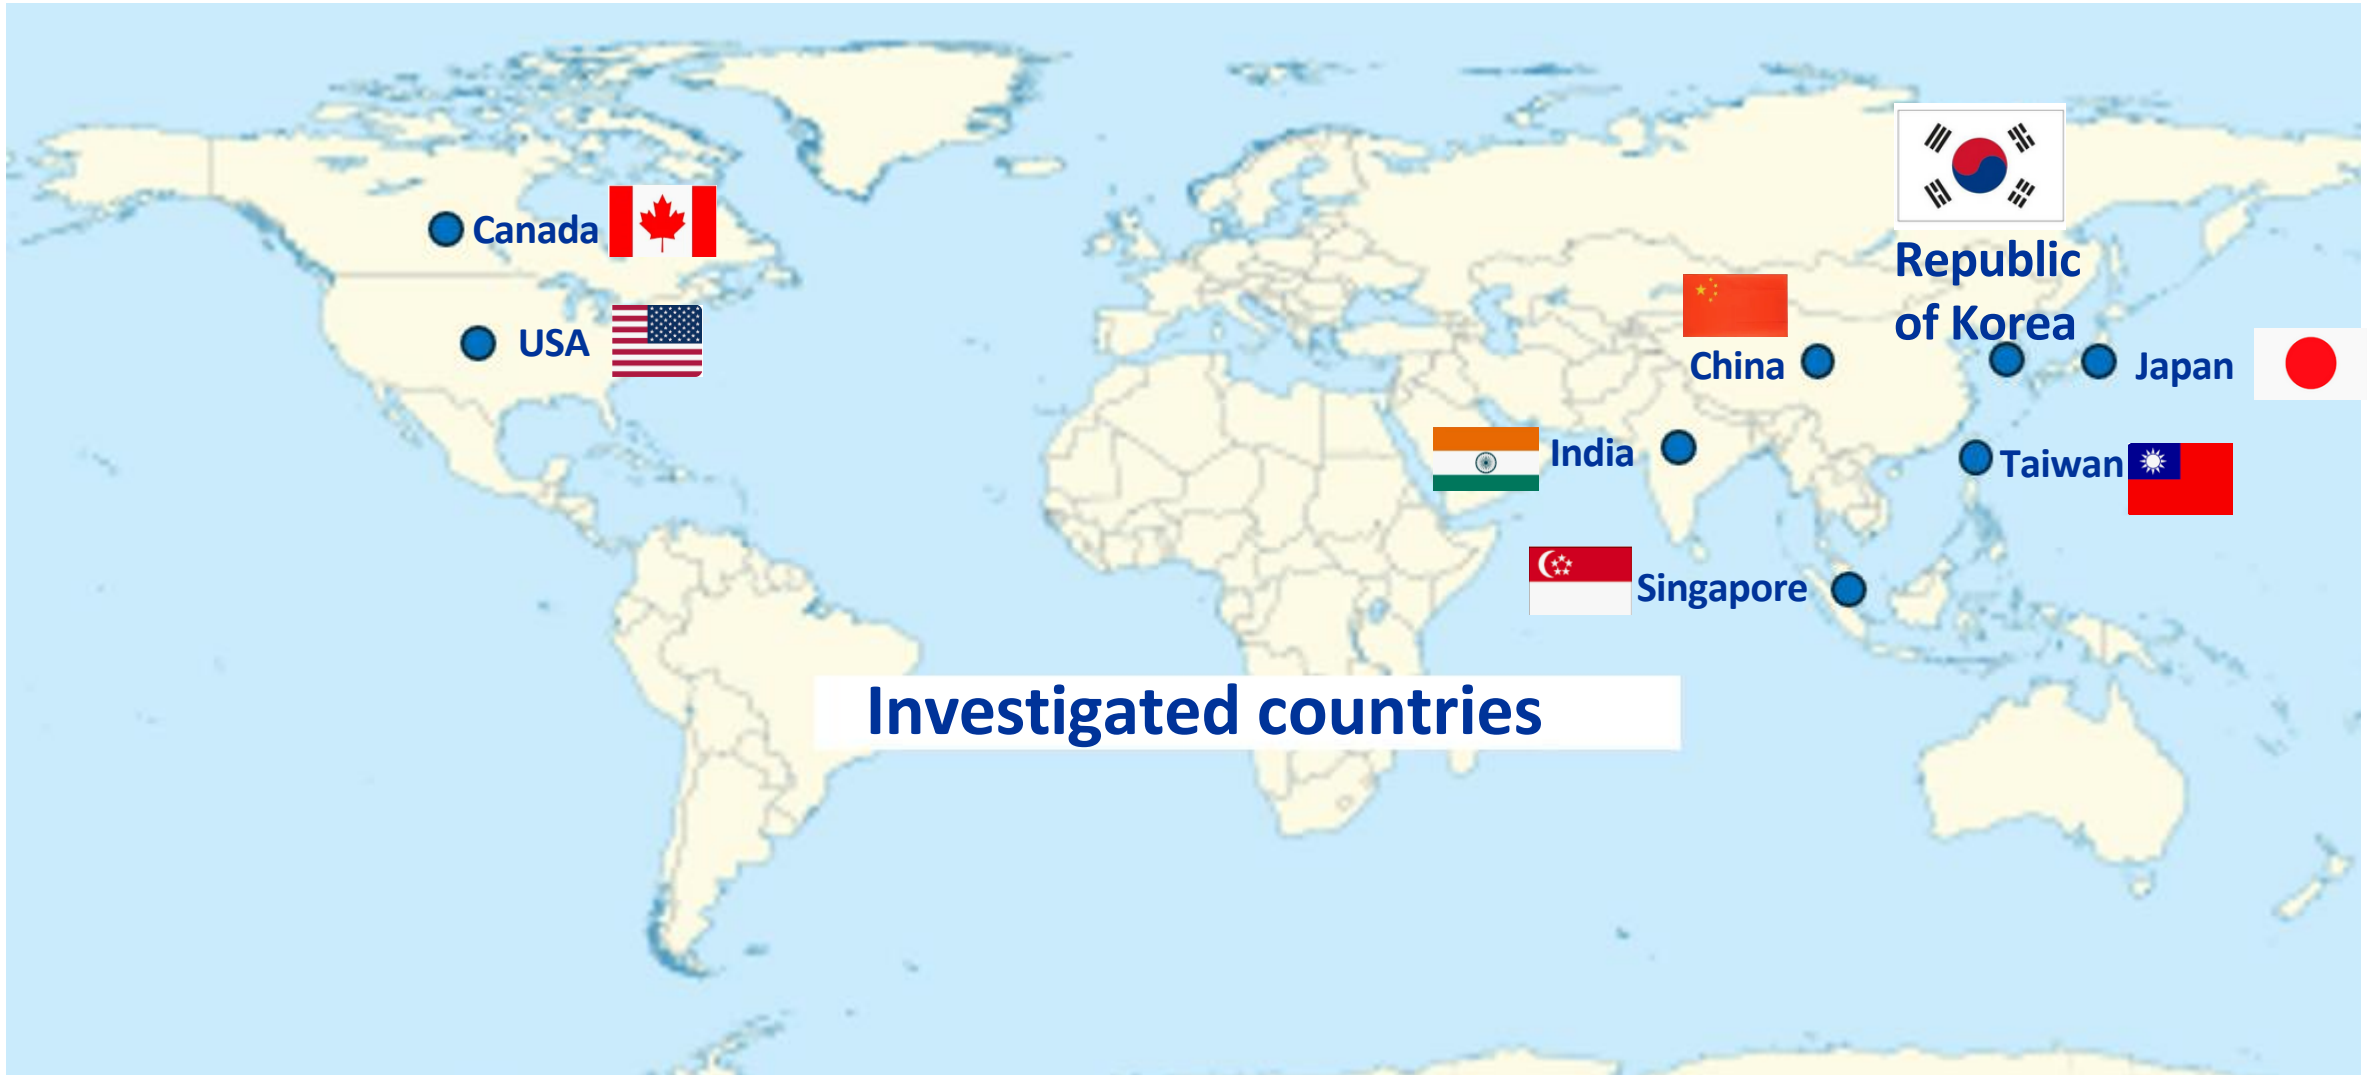 Canada
USA
Republic
of Korea
China
Japan
India
Taiwan
Singapore
Investigated countries